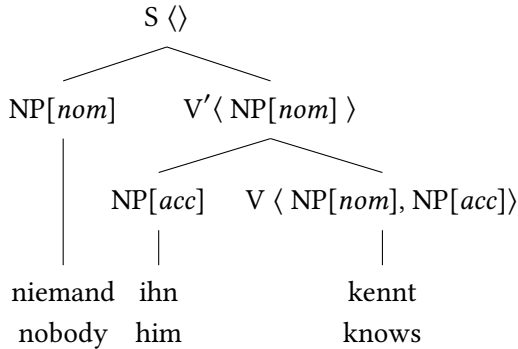 S ⟨⟩
NP[nom] V′⟨ NP[nom] ⟩
NP[acc] V ⟨ NP[nom], NP[acc]⟩
niemand ihn kennt
nobody him knows